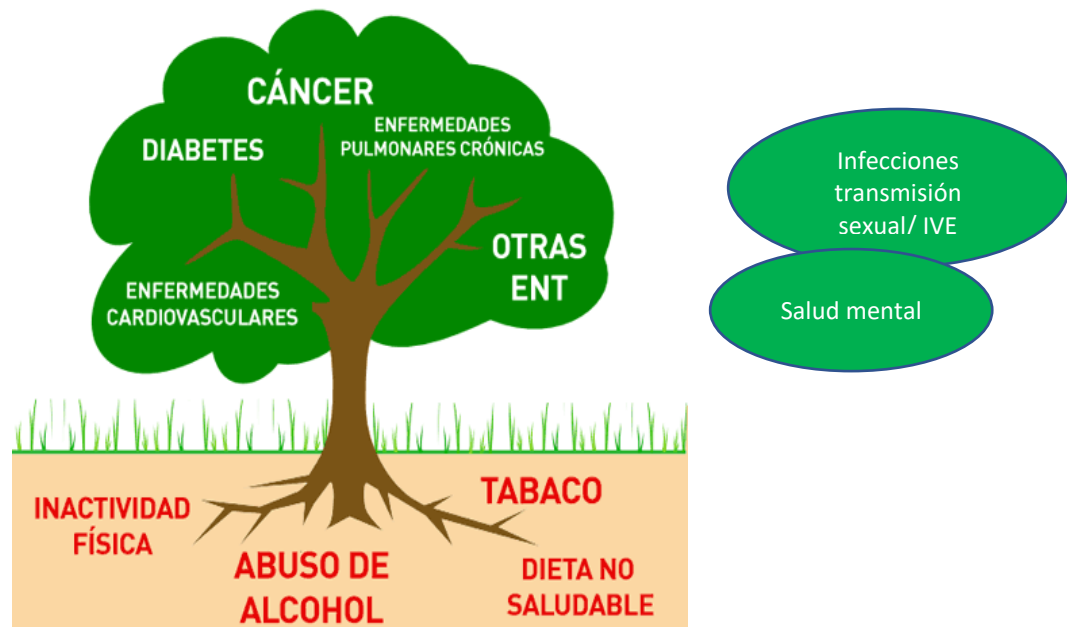 CÁNCER
DIABETES
ENFERMEDADES
PULMONARES CRÓNICAS
OTRAS
ENT
ENFERMEDADES
CARDIOVASCULARES
Infecciones
transmisión
sexual/ IVE
Salud mental
INACTIVIDAD
FÍSICA
ABUSO DE
ALCOHOL
TABACO
DIETA NO
SALUDABLE